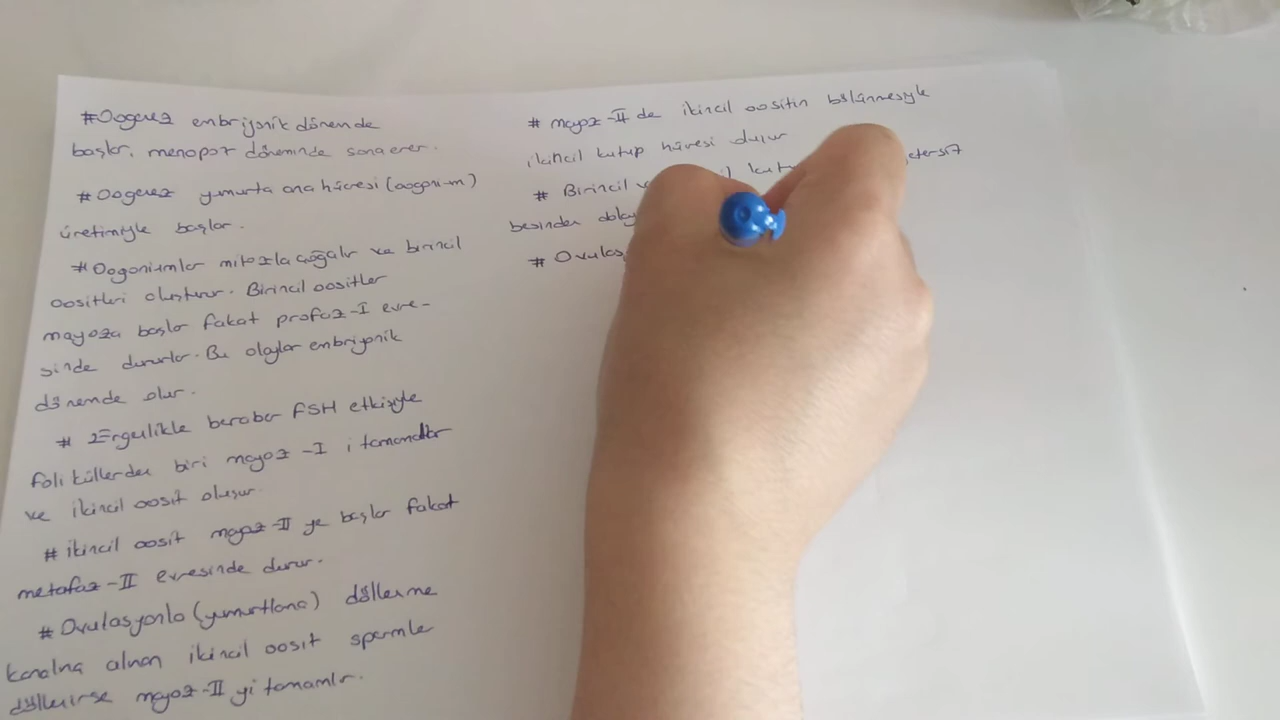 #Oogenez embriyonik dönende
başlar, menopoz döneminde sona erer.
#Oogenez yumurta ana hücresi (oogoniu-m)
üretimiyle başlar.
#Oogoniumlar mitozla çoğalır ve birincil
oositleri oluşturur. Birincil oositler
mayoza başlar fakat profaz-I evre-
sinde dururlar. Bu olaylar embriyonik
dönemde olur.
# Ergenlikle beraber FSH etkisiyle
foliküllerden biri mayoz-I i tamamlar
ve ikincil oosit oluşur.
# ikincil oosit mayoz-II ye başlar fakat
metafaz-II evresinde durur.
# Ovulasyonla (yumurtlama) döllenme
kanalına alınan ikincil oosit spermle
döllenirse mayoz-II yi tamamlar.
# mayoz-II de ikincil oositin bölünmesiyle
ikincil kutup hücresi oluşur
# Birincil
besinden
# Ovulas